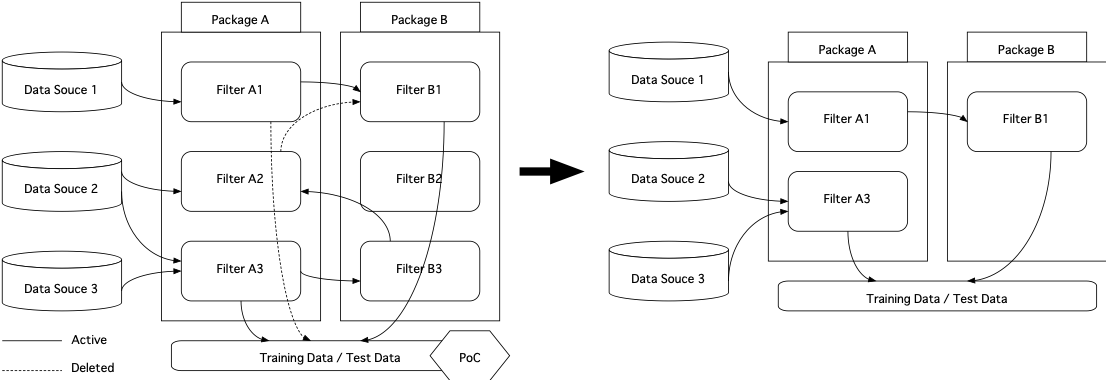 Package A
Package B
Data Souce 1
Filter A1
Filter B1
Data Souce 2
Filter A2
Filter B2
Data Souce 3
Filter A3
Filter B3
Active
Deleted
Training Data / Test Data
PoC
Package A
Package B
Data Souce 1
Filter A1
Filter B1
Data Souce 2
Filter A3
Data Souce 3
Training Data / Test Data